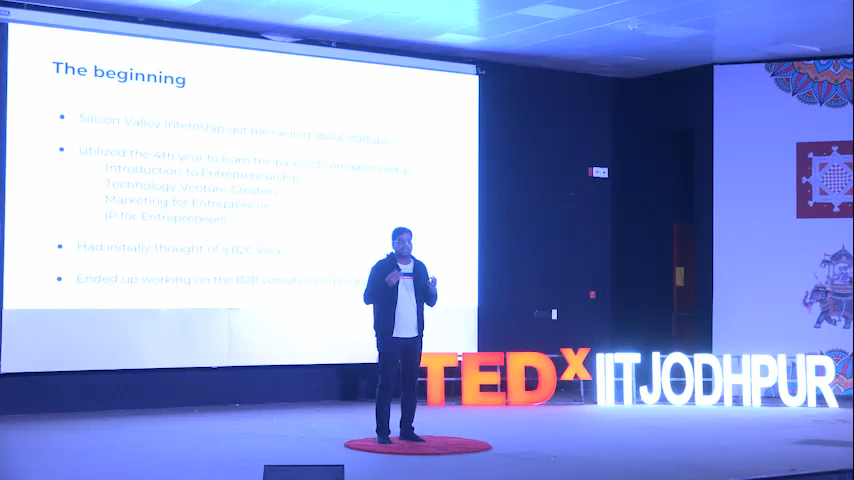 The beginning
Silicon Valley Internship got me excited about startups
Utilized the 4th year to learn the basics of entrepreneurship
Introduction to Entrepreneurship
Technology Venture Creation
Marketing for Entrepreneurs
IP for Entrepreneurs
Had initially thought of a B2C idea
Ended up working on the B2B version
TEDx IITJODHPUR